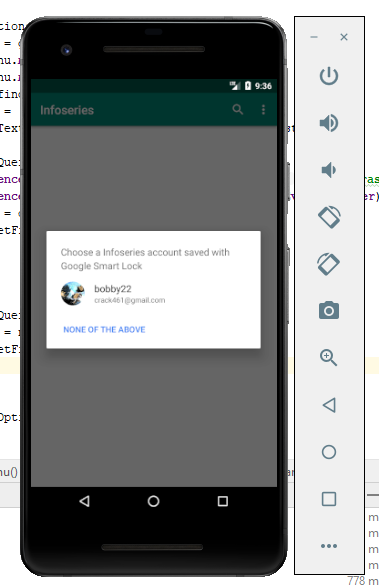 9:36
Infoseries
Choose a Infoseries account saved with
Google Smart Lock
bobby22
crack461@gmail.com
NONE OF THE ABOVE
778 m